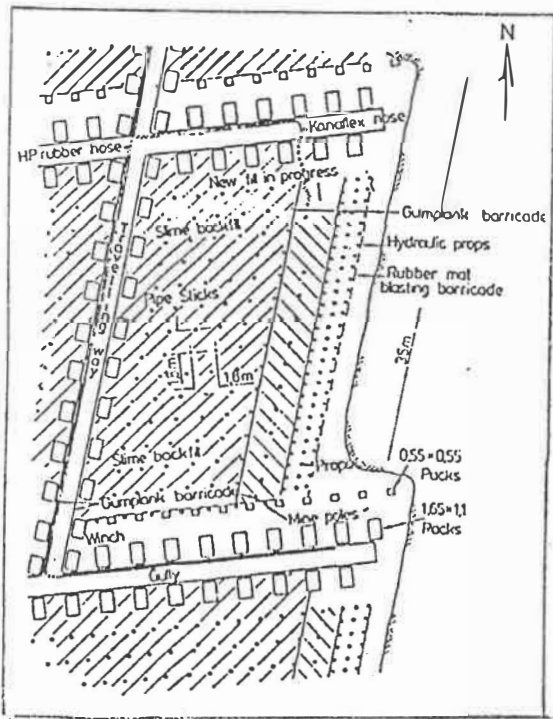 N
Kanaflex hose
HP rubber hose
New fill in progress
Gumplank barricade
Slime backfill
Hydraulic props
Rubber mat
blasting barricade
Travelling way
Pipe Sticks
1,6m
35m
Slime backfill
Props
0,55 × 0,55
Packs
Gumplank barricade
Mine poles
1,65 × 1,1
Packs
Winch
Gully